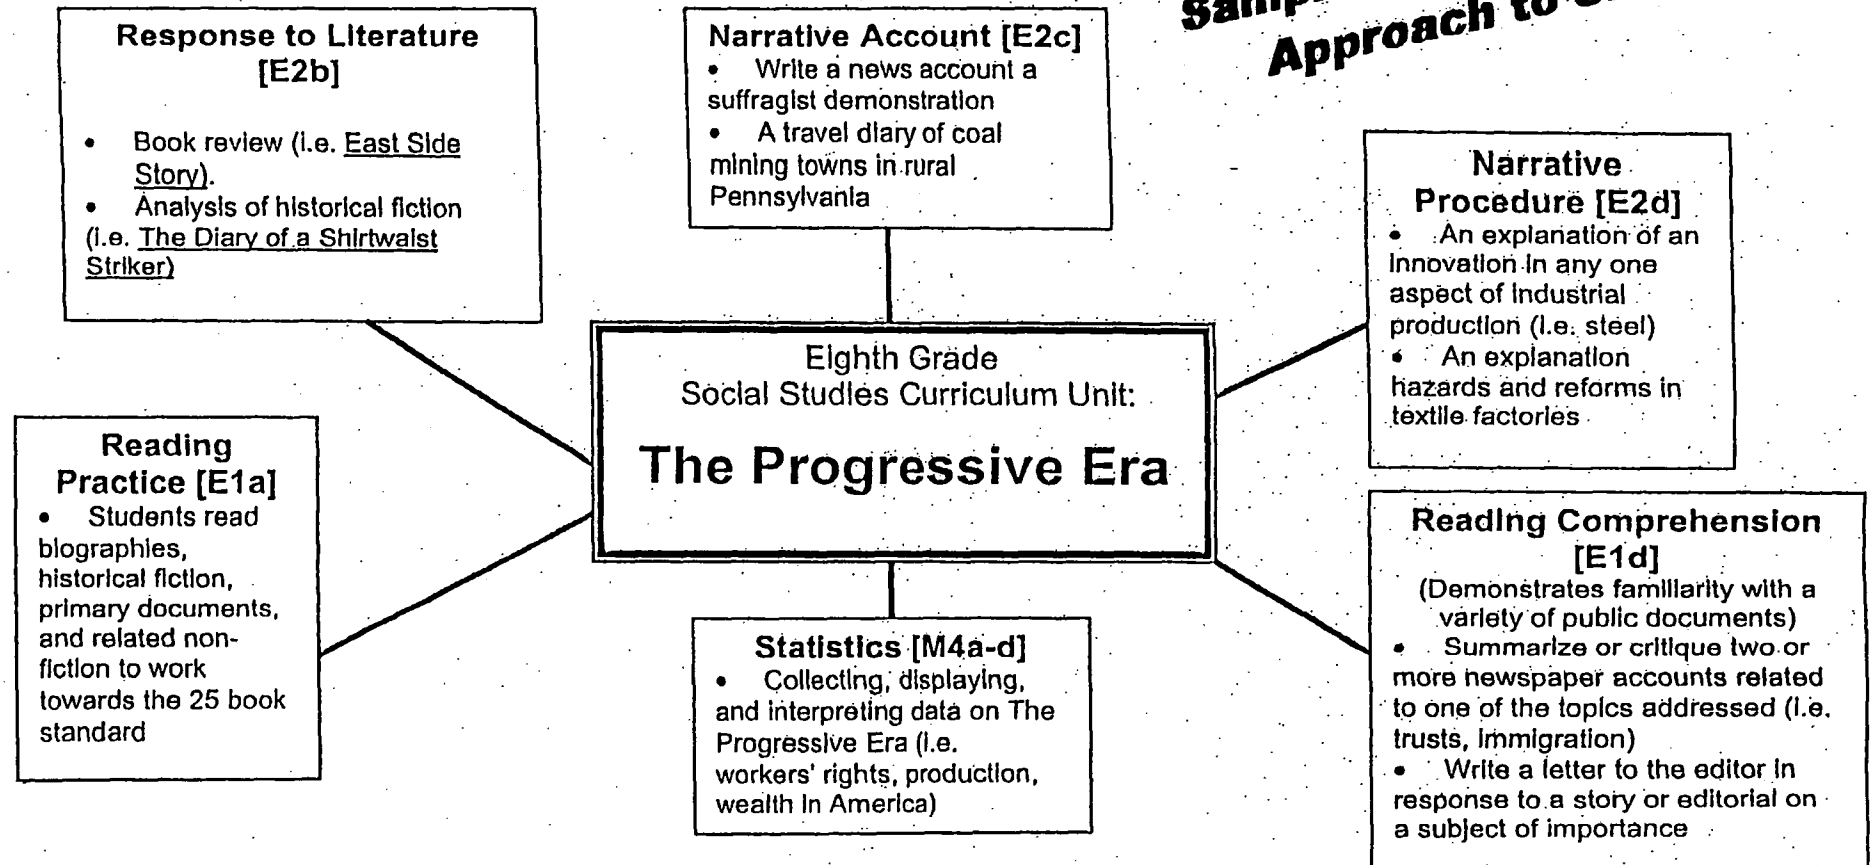 Approach to
Response to Literature
[E2b]
• Book review (i.e. East Side
Story).
• Analysis of historical fiction
(i.e. The Diary of a Shirtwaist
Striker)
Narrative Account [E2c]
• Write a news account a
suffragist demonstration
• A travel diary of coal
mining towns in rural
Pennsylvania
Narrative
Procedure [E2d]
• An explanation of an
innovation in any one
aspect of industrial
production (i.e. steel)
• An explanation
hazards and reforms in
textile factories
Eighth Grade
Social Studies Curriculum Unit:
The Progressive Era
Reading
Practice [E1a]
• Students read
biographies,
historical fiction,
primary documents,
and related non-
fiction to work
towards the 25 book
standard
Statistics [M4a-d]
• Collecting, displaying,
and interpreting data on The
Progressive Era (i.e.
workers' rights, production,
wealth in America)
Reading Comprehension
[E1d]
(Demonstrates familiarity with a
variety of public documents)
• Summarize or critique two or
more newspaper accounts related
to one of the topics addressed (i.e.
trusts, immigration)
• Write a letter to the editor in
response to a story or editorial on
a subject of importance